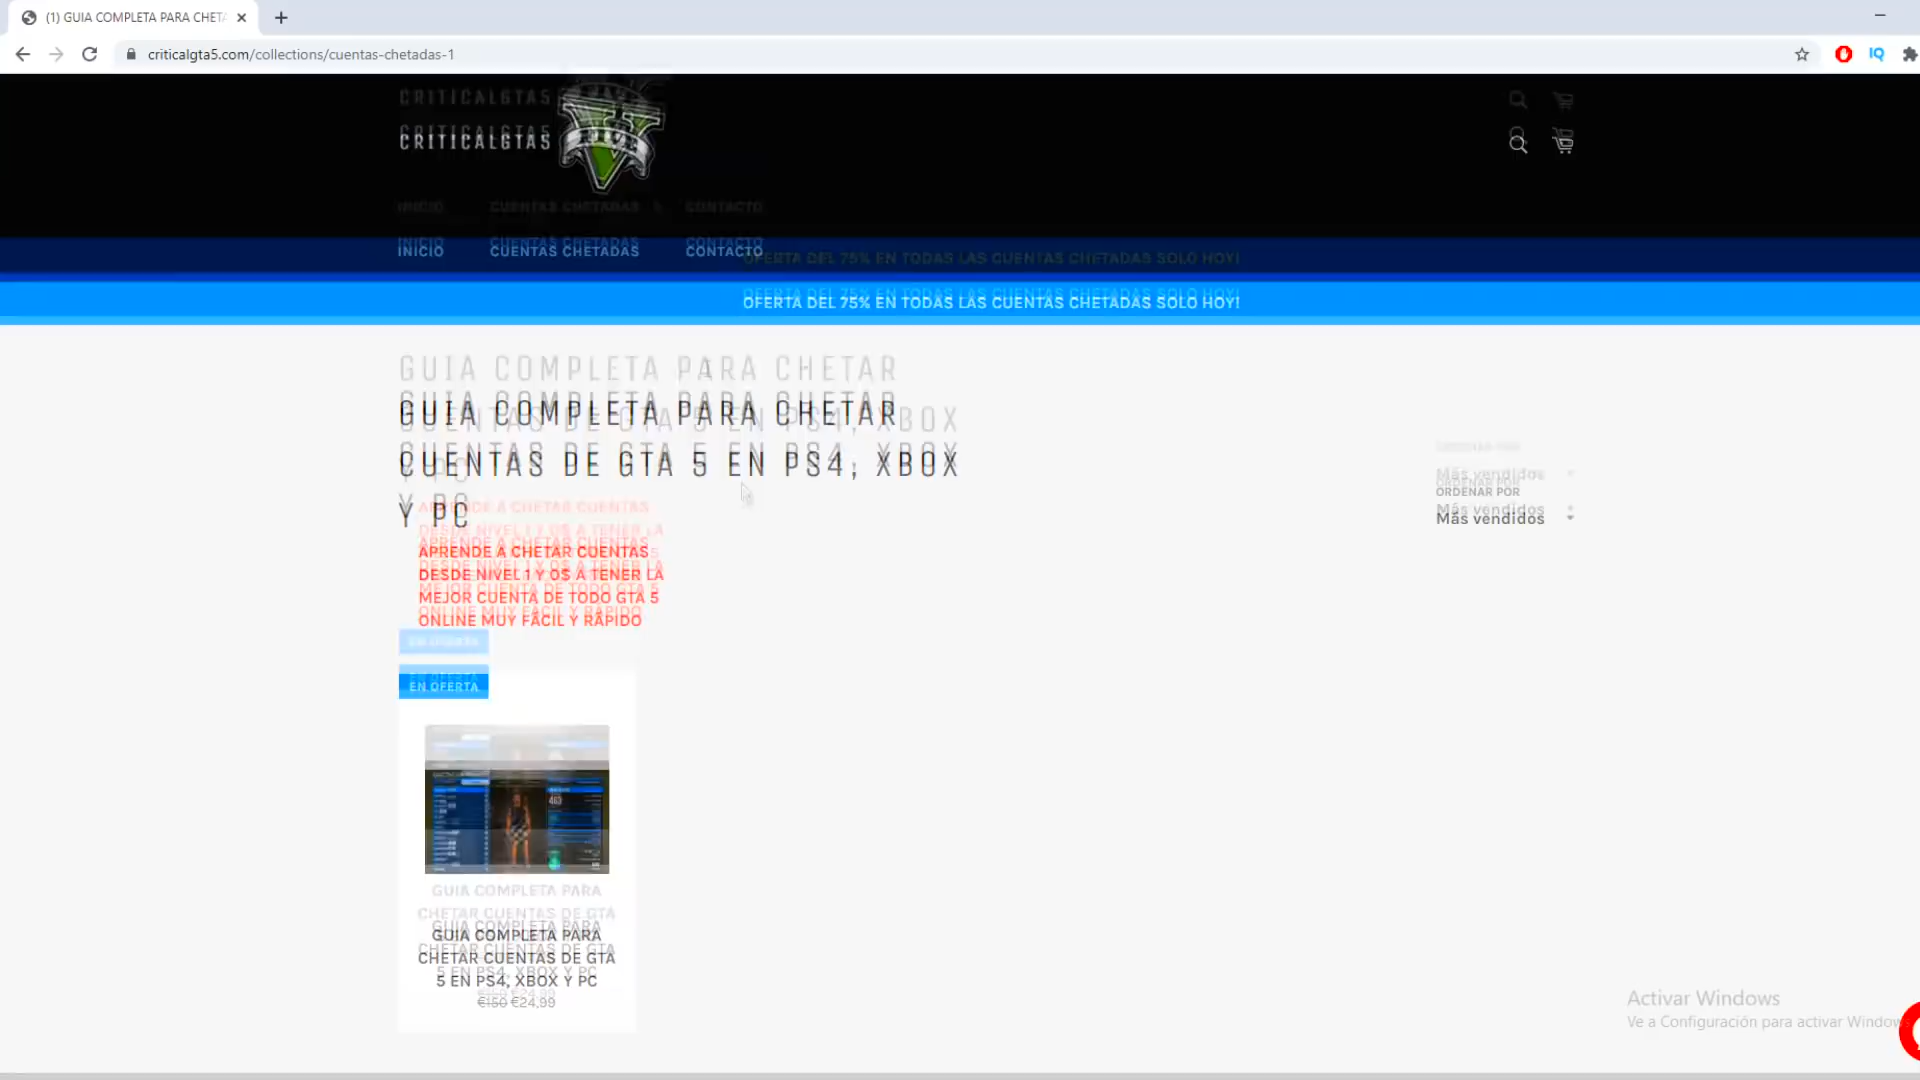 (1) GUIA COMPLETA PARA CHETA
criticalgta5.com/collections/cuentas-chetadas-1
CRITICALGTA5
INICIO CUENTAS CHETADAS CONTACTO
OFERTA DEL 75% EN TODAS LAS CUENTAS CHETADAS SOLO HOY!
GUIA COMPLETA PARA CHETAR
CUENTAS DE GTA 5 EN PS4, XBOX
Y PC
ORDENAR POR
Más vendidos
APRENDE A CHETAR CUENTAS
DESDE NIVEL 1 Y 0$ A TENER LA
MEJOR CUENTA DE TODO GTA 5
ONLINE MUY FÁCIL Y RÁPIDO
EN OFERTA
GUIA COMPLETA PARA
CHETAR CUENTAS DE GTA
5 EN PS4, XBOX Y PC
€150 €24,99
Activar Windows
Ve a Configuración para activar Windows